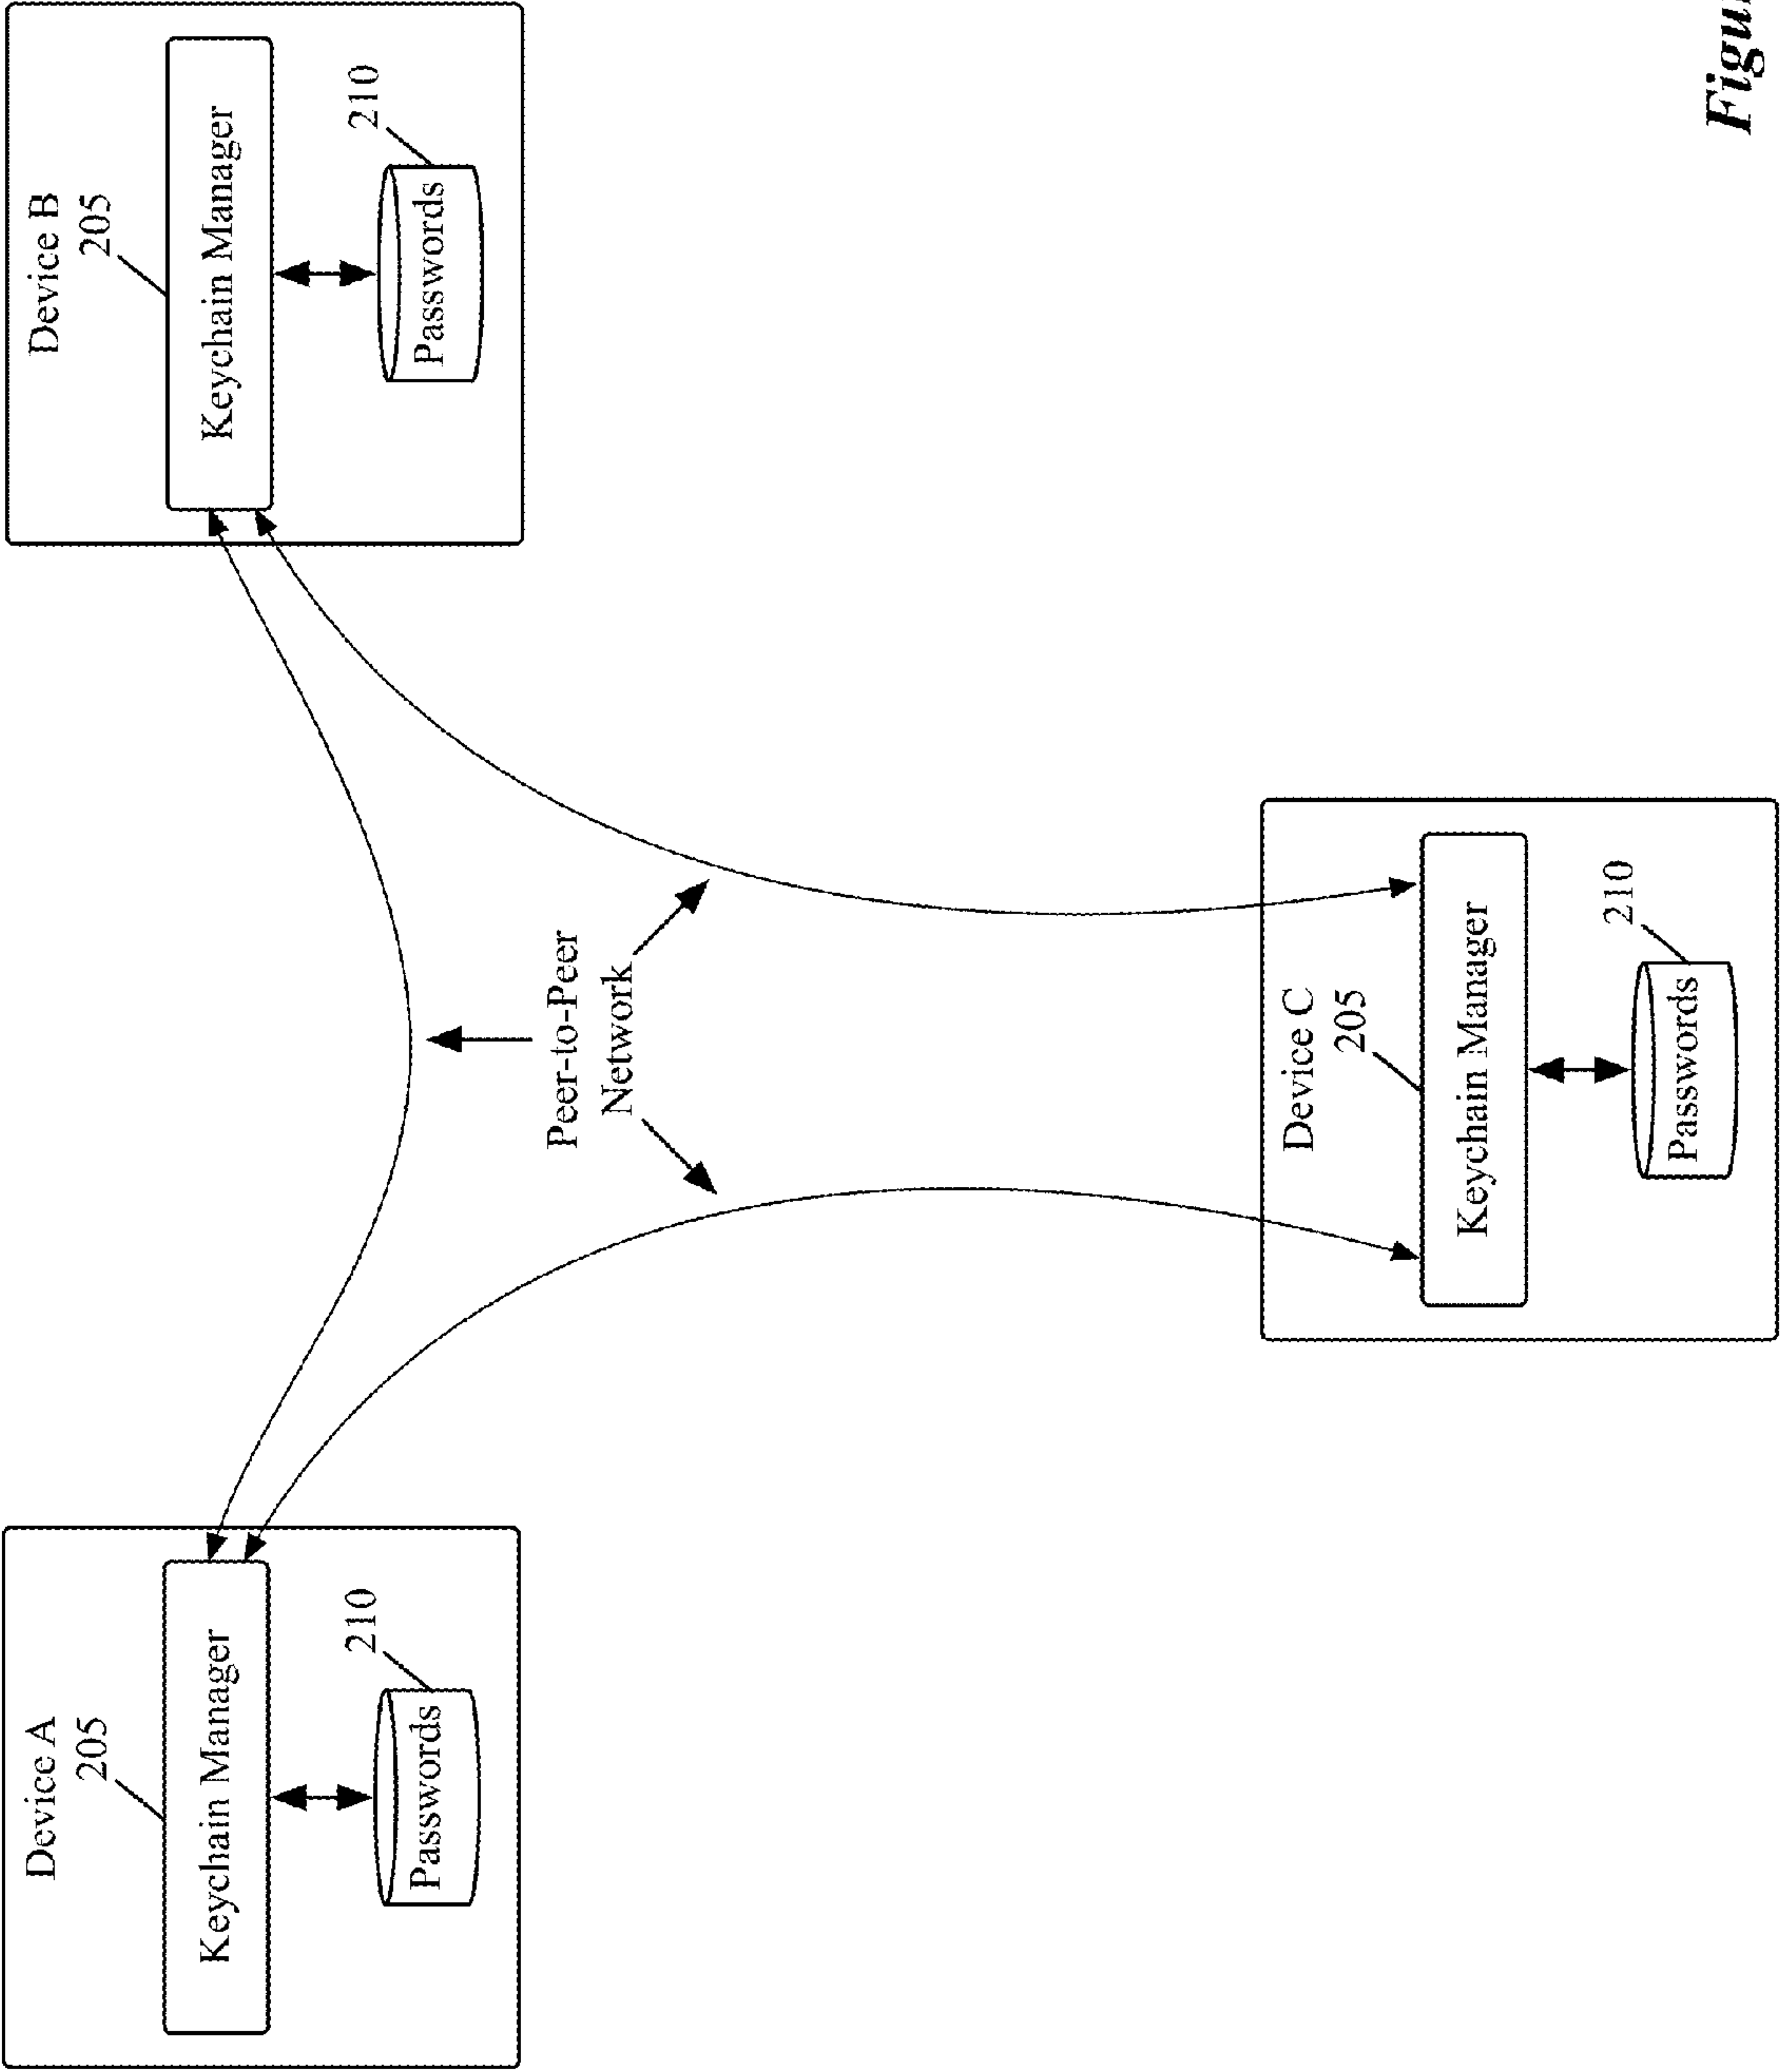 Device A
205
Keychain Manager
210
Passwords
Device B
205
Keychain Manager
210
Passwords
Peer-to-Peer
Network
Device C
205
Keychain Manager
210
Passwords